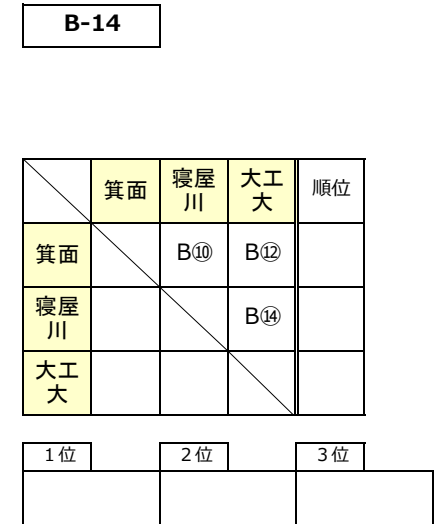 B-14
箕面 寝屋川 大工大 順位
箕面 B⑩ B⑫
寝屋川 B⑭
大工大
1位 2位 3位